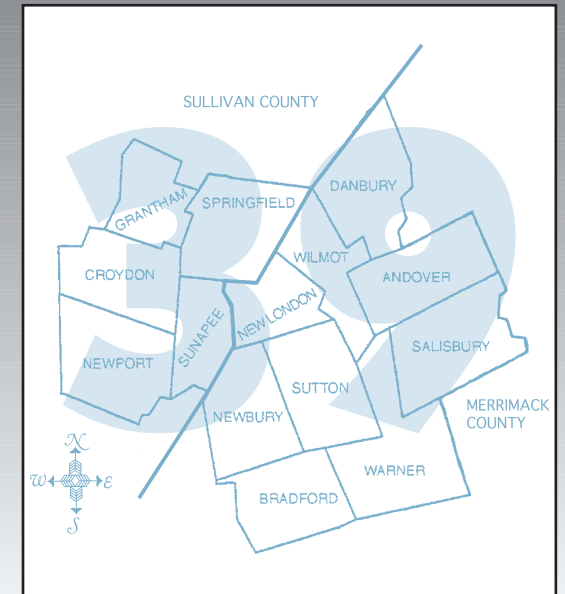 SULLIVAN COUNTY
39
DANBURY
GRANTHAM
SPRINGFIELD
WILMOT
CROYDON
ANDOVER
NEW LONDON
SUNAPEE
SALISBURY
NEWPORT
SUTTON
MERRIMACK
COUNTY
NEWBURY
WARNER
BRADFORD
N
W E
S